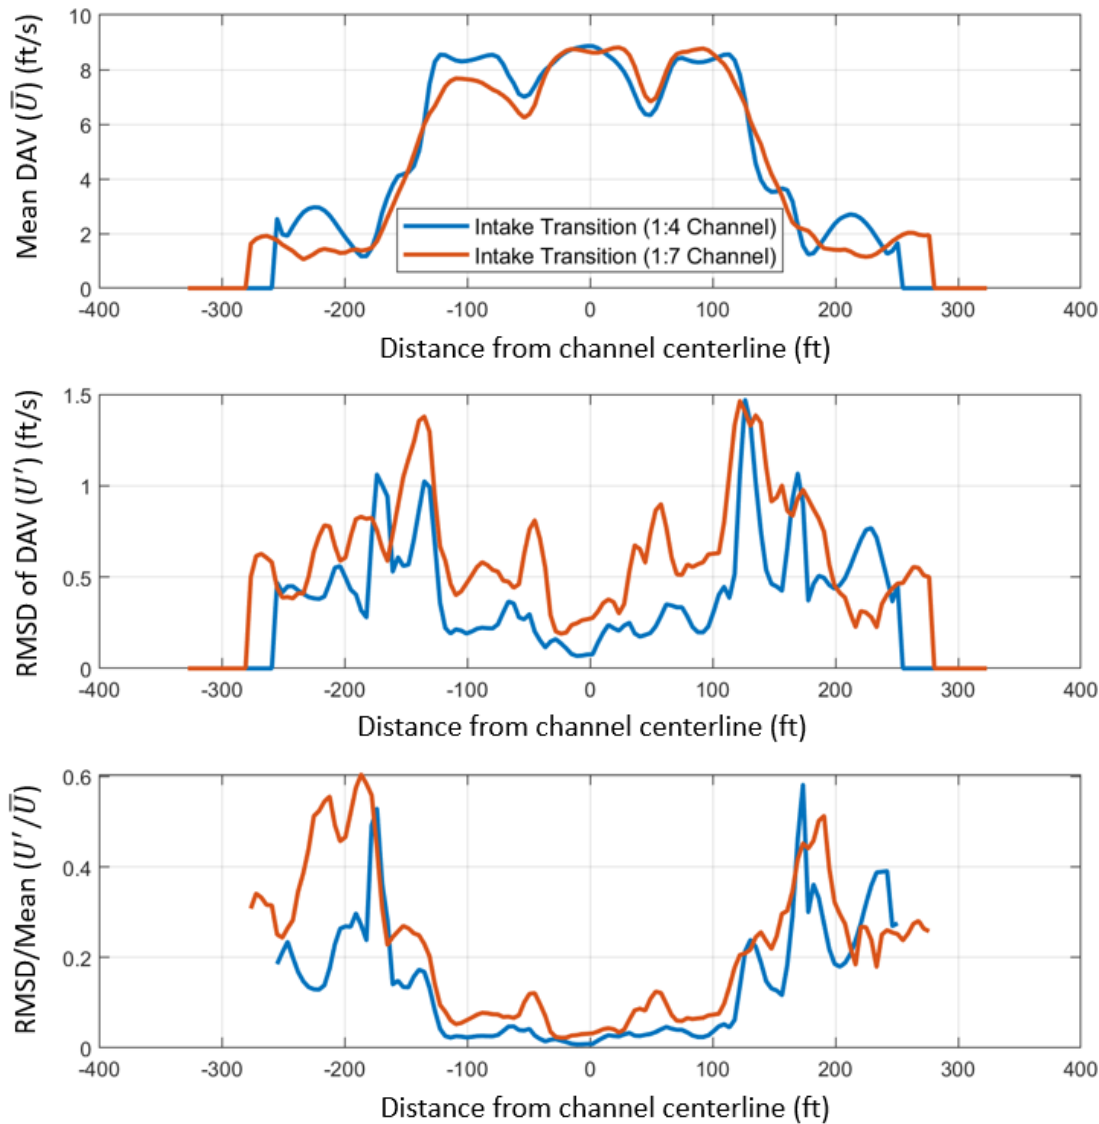 10
8
6
4
2
0
Mean DAV (U̅) (ft/s)
Intake Transition (1:4 Channel)
Intake Transition (1:7 Channel)
-400 -300 -200 -100 0 100 200 300 400
Distance from channel centerline (ft)
1.5
1
0.5
0
RMSD of DAV (U′) (ft/s)
-400 -300 -200 -100 0 100 200 300 400
Distance from channel centerline (ft)
0.6
0.4
0.2
0
RMSD/Mean (U′/U̅)
-400 -300 -200 -100 0 100 200 300 400
Distance from channel centerline (ft)